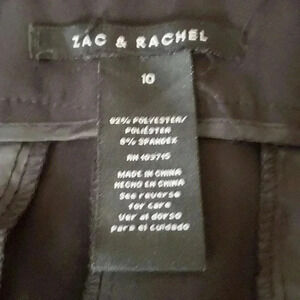 ZAC & RACHEL
10
92% POLYESTER/
POLIÉSTER
8% SPANDEX
RN 103715
MADE IN CHINA
HECHO EN CHINA
See reverse
for care
Ver al dorso
para el cuidado